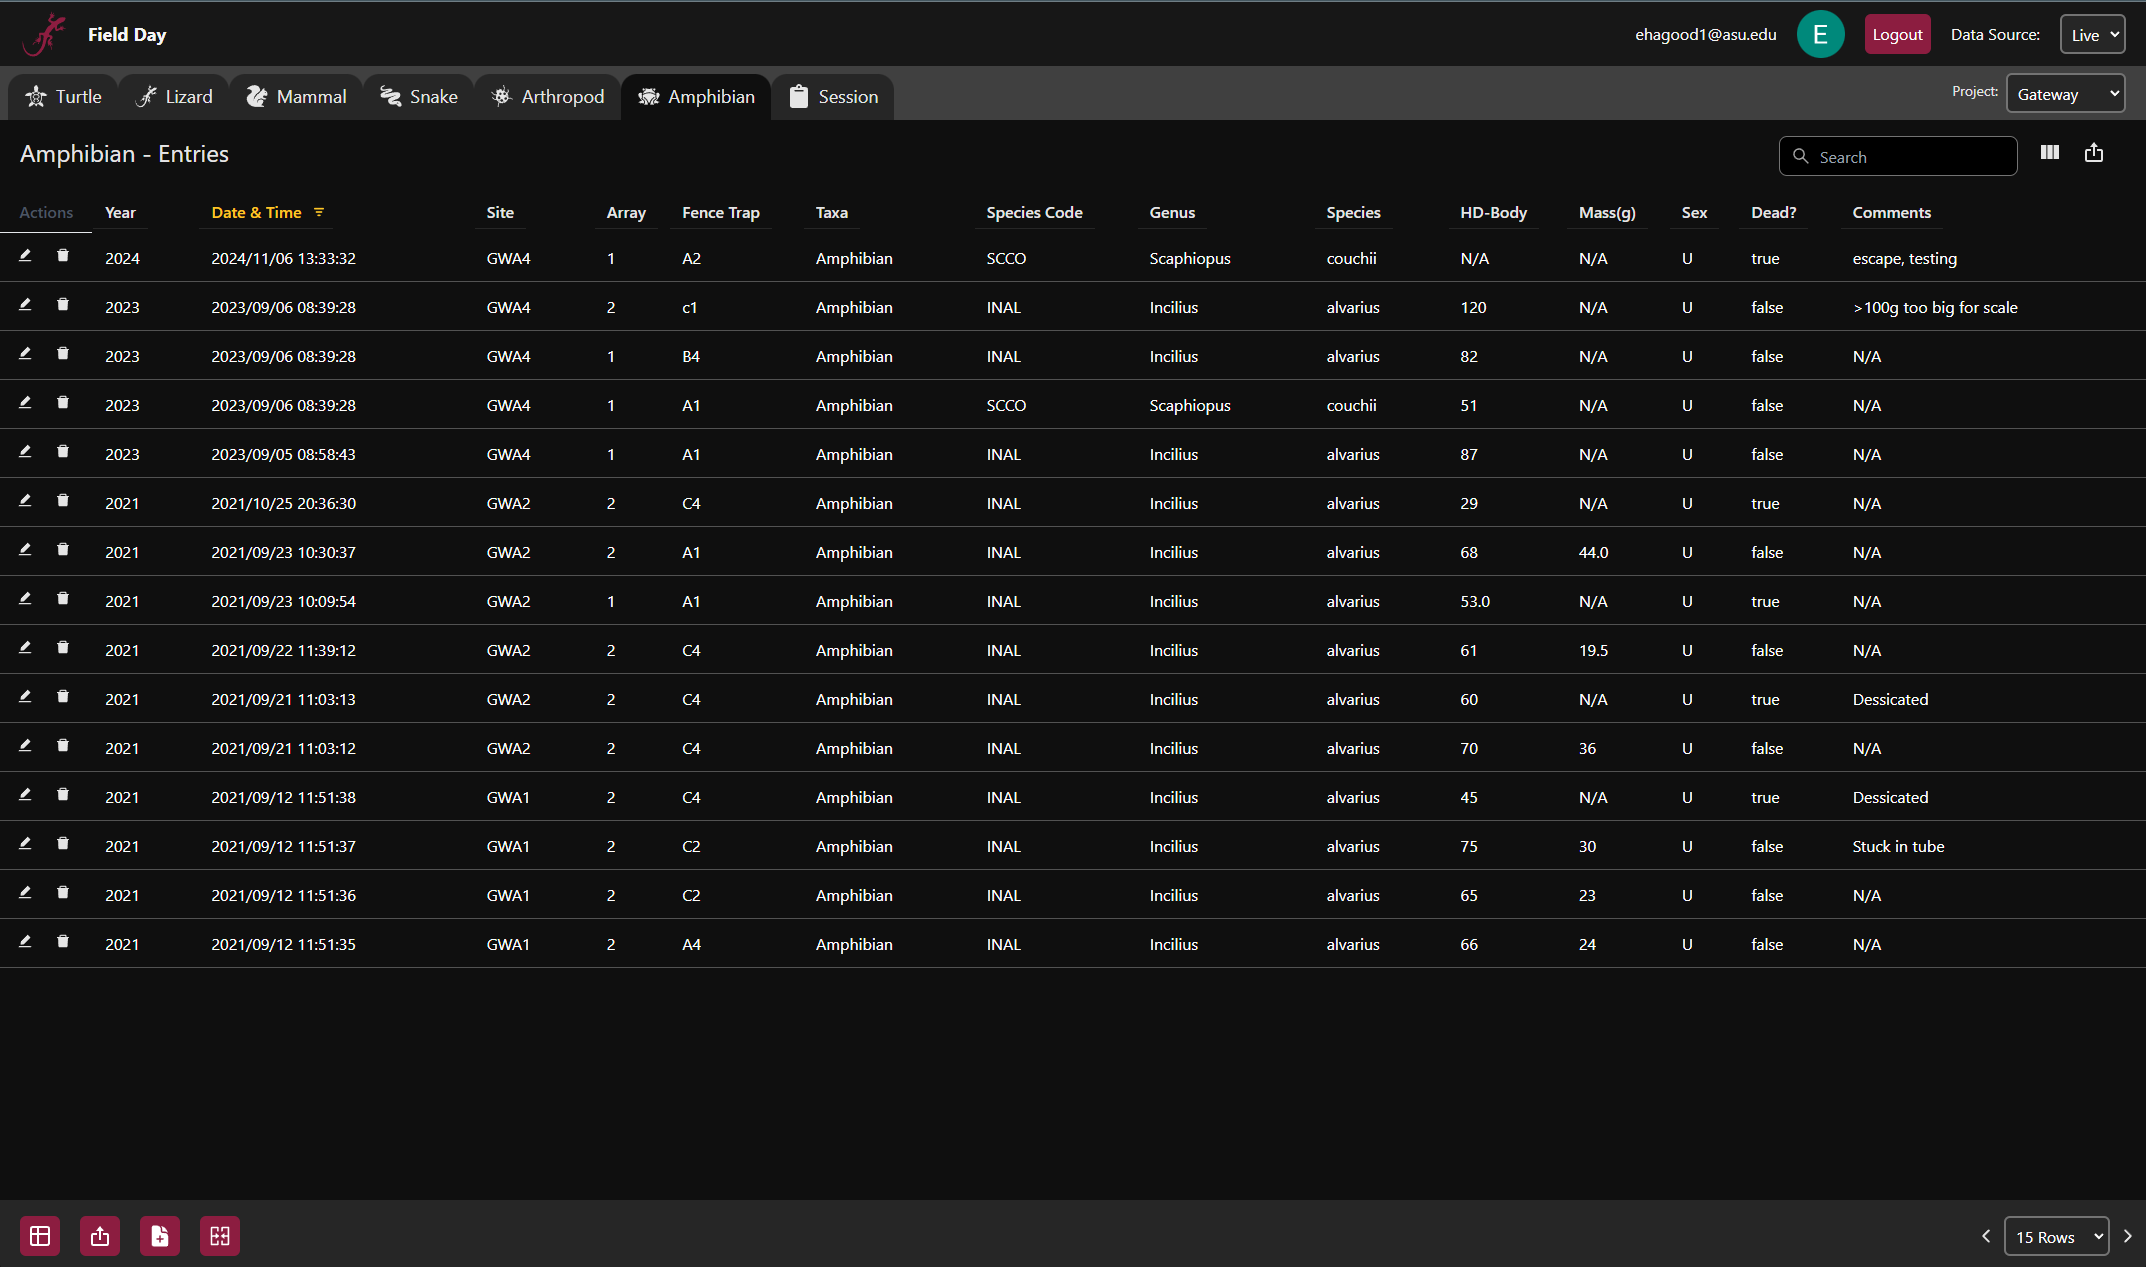 Field Day
ehagood1@asu.edu E Logout Data Source: Live
Turtle Lizard Mammal Snake Arthropod Amphibian Session Project: Gateway
Amphibian - Entries Search
Actions Year Date & Time Site Array Fence Trap Taxa Species Code Genus Species HD-Body Mass(g) Sex Dead? Comments
2024 2024/11/06 13:33:32 GWA4 1 A2 Amphibian SCCO Scaphiopus couchii N/A N/A U true escape, testing
2023 2023/09/06 08:39:28 GWA4 2 c1 Amphibian INAL Incilius alvarius 120 N/A U false >100g too big for scale
2023 2023/09/06 08:39:28 GWA4 1 B4 Amphibian INAL Incilius alvarius 82 N/A U false N/A
2023 2023/09/06 08:39:28 GWA4 1 A1 Amphibian SCCO Scaphiopus couchii 51 N/A U false N/A
2023 2023/09/05 08:58:43 GWA4 1 A1 Amphibian INAL Incilius alvarius 87 N/A U false N/A
2021 2021/10/25 20:36:30 GWA2 2 C4 Amphibian INAL Incilius alvarius 29 N/A U true N/A
2021 2021/09/23 10:30:37 GWA2 2 A1 Amphibian INAL Incilius alvarius 68 44.0 U false N/A
2021 2021/09/23 10:09:54 GWA2 1 A1 Amphibian INAL Incilius alvarius 53.0 N/A U true N/A
2021 2021/09/22 11:39:12 GWA2 2 C4 Amphibian INAL Incilius alvarius 61 19.5 U false N/A
2021 2021/09/21 11:03:13 GWA2 2 C4 Amphibian INAL Incilius alvarius 60 N/A U true Dessicated
2021 2021/09/21 11:03:12 GWA2 2 C4 Amphibian INAL Incilius alvarius 70 36 U false N/A
2021 2021/09/12 11:51:38 GWA1 2 C4 Amphibian INAL Incilius alvarius 45 N/A U true Dessicated
2021 2021/09/12 11:51:37 GWA1 2 C2 Amphibian INAL Incilius alvarius 75 30 U false Stuck in tube
2021 2021/09/12 11:51:36 GWA1 2 C2 Amphibian INAL Incilius alvarius 65 23 U false N/A
2021 2021/09/12 11:51:35 GWA1 2 A4 Amphibian INAL Incilius alvarius 66 24 U false N/A
15 Rows